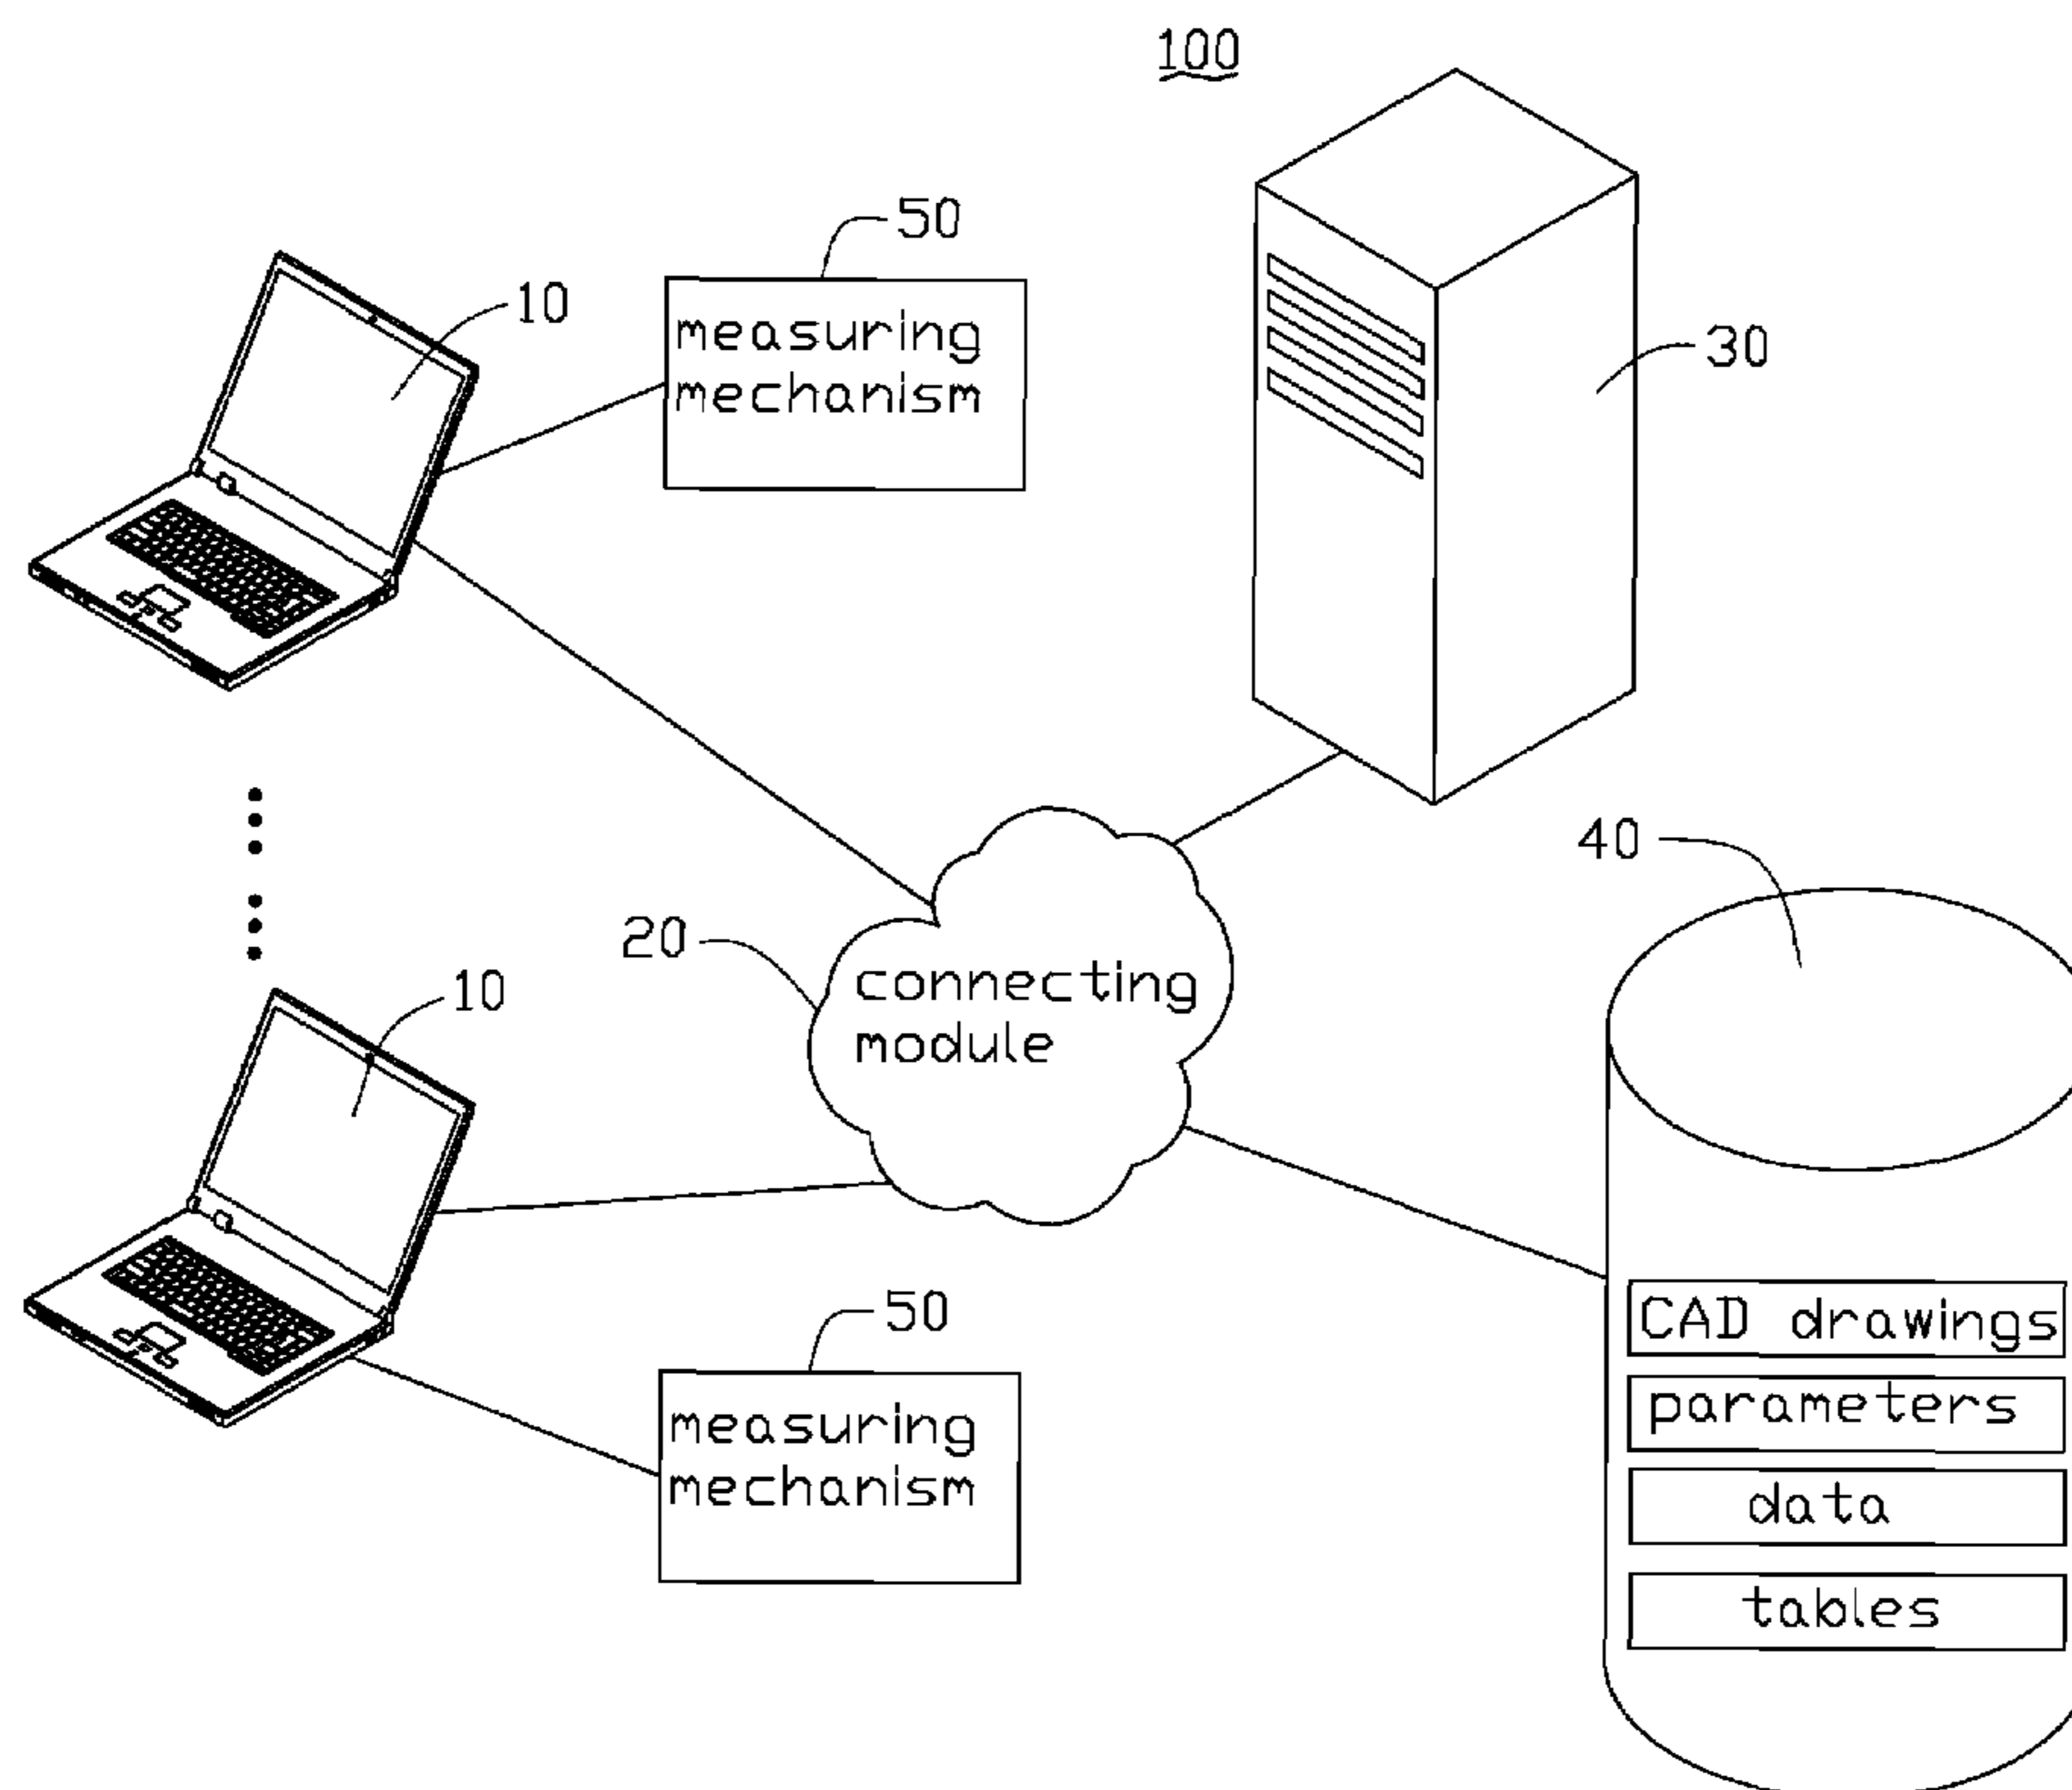 100
50
10
measuring
mechanism
30
40
20
connecting
module
10
50
measuring
mechanism
CAD drawings
parameters
data
tables